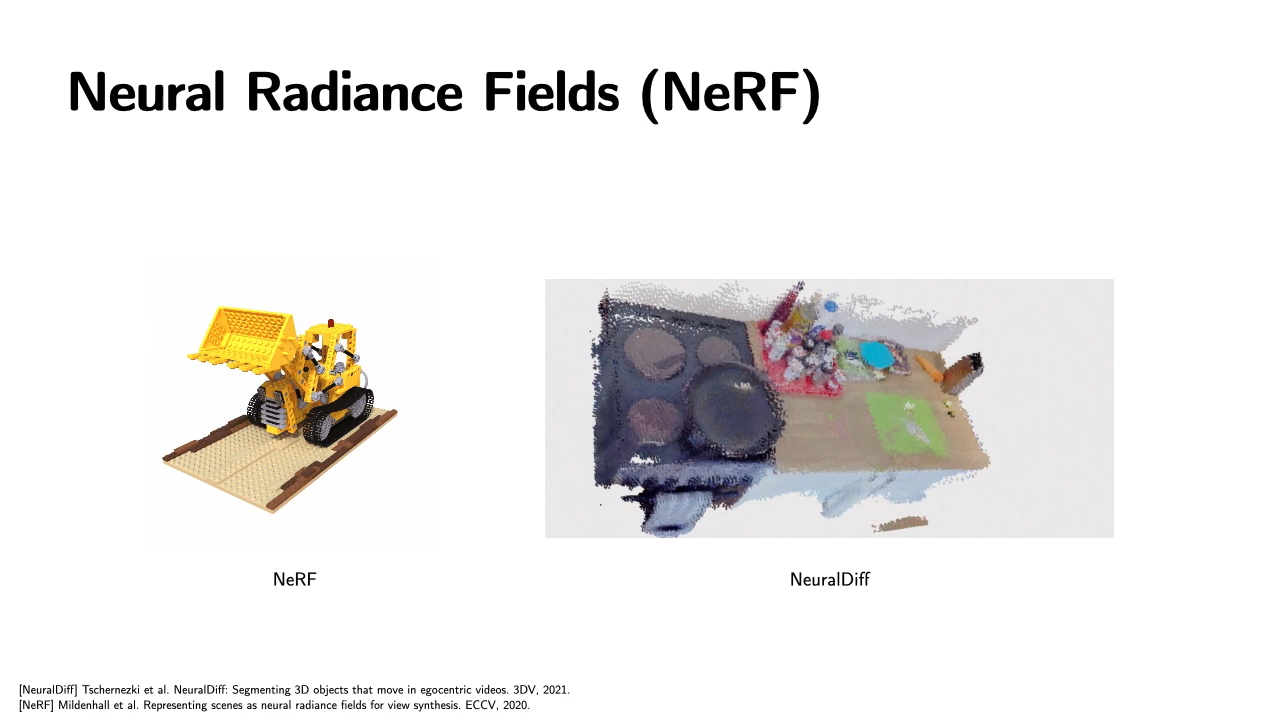 Neural Radiance Fields (NeRF)
NeRF
NeuralDiff
[NeuralDiff] Tschernezki et al. NeuralDiff: Segmenting 3D objects that move in egocentric videos. 3DV, 2021.
[NeRF] Mildenhall et al. Representing scenes as neural radiance fields for view synthesis. ECCV, 2020.